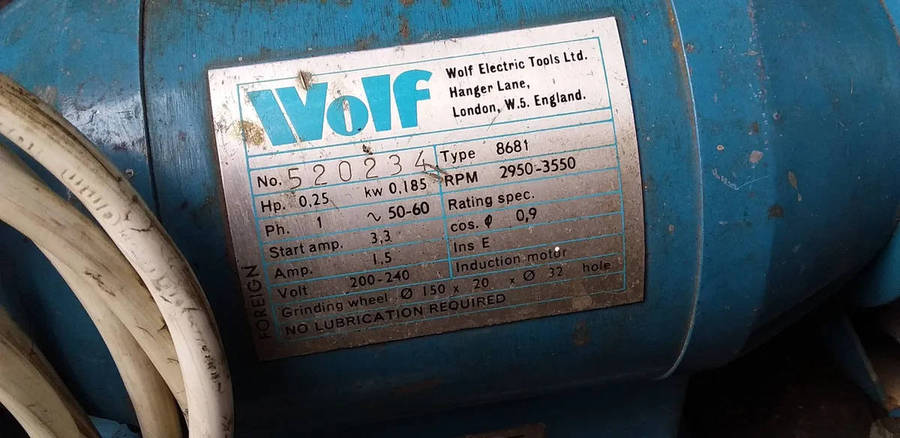 Wolf
Wolf Electric Tools Ltd.
Hanger Lane,
London, W.5. England.
No. 520234 Type 8681
Hp. 0,25 kw 0,185 RPM 2950-3550
Ph. 1 ∿ 50-60 Rating spec.
Start amp. 3,3 cos. φ 0,9
Amp. 1.5 Ins E
Volt 200-240 Induction motor
Grinding wheel Ø 150 x 20 x Ø 32 hole
NO LUBRICATION REQUIRED
FOREIGN